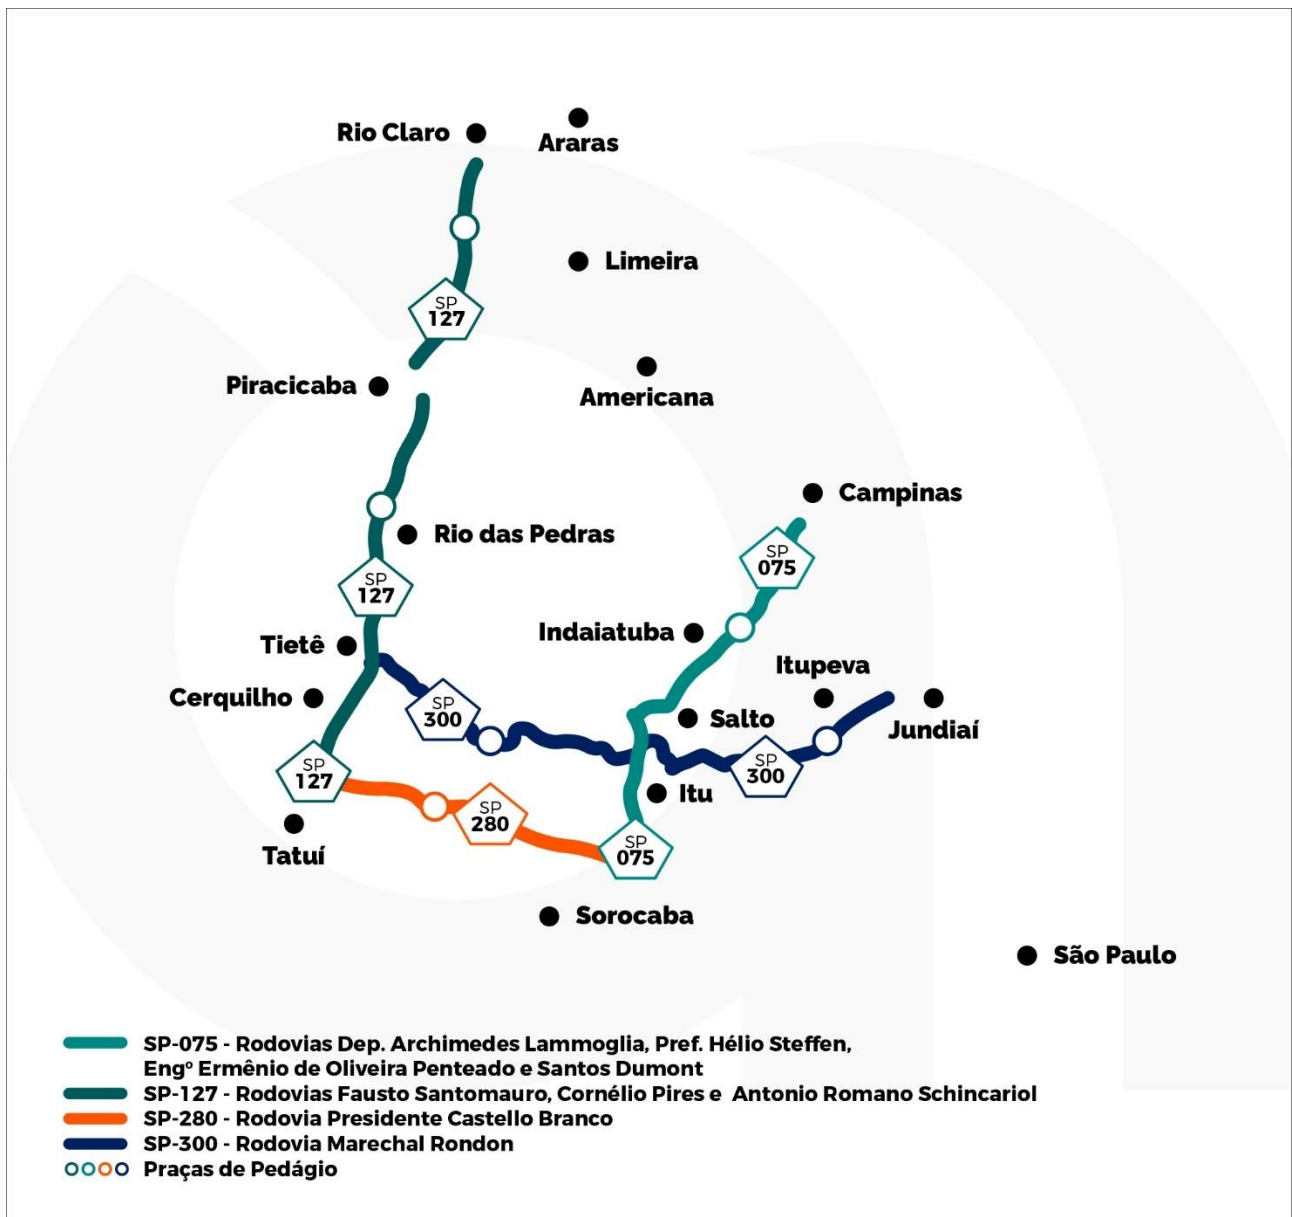 Rio Claro
Araras
Limeira
SP
127
Piracicaba
Americana
Campinas
Rio das Pedras
SP
075
SP
127
Indaiatuba
Tietê
Itupeva
Cerquilho
SP
300
Salto
Jundiaí
SP
127
SP
300
Itu
SP
280
Tatuí
SP
075
Sorocaba
São Paulo
SP-075 - Rodovias Dep. Archimedes Lammoglia, Pref. Hélio Steffen,
Engº Ermênio de Oliveira Penteado e Santos Dumont
SP-127 - Rodovias Fausto Santomauro, Cornélio Pires e Antonio Romano Schincariol
SP-280 - Rodovia Presidente Castello Branco
SP-300 - Rodovia Marechal Rondon
Praças de Pedágio